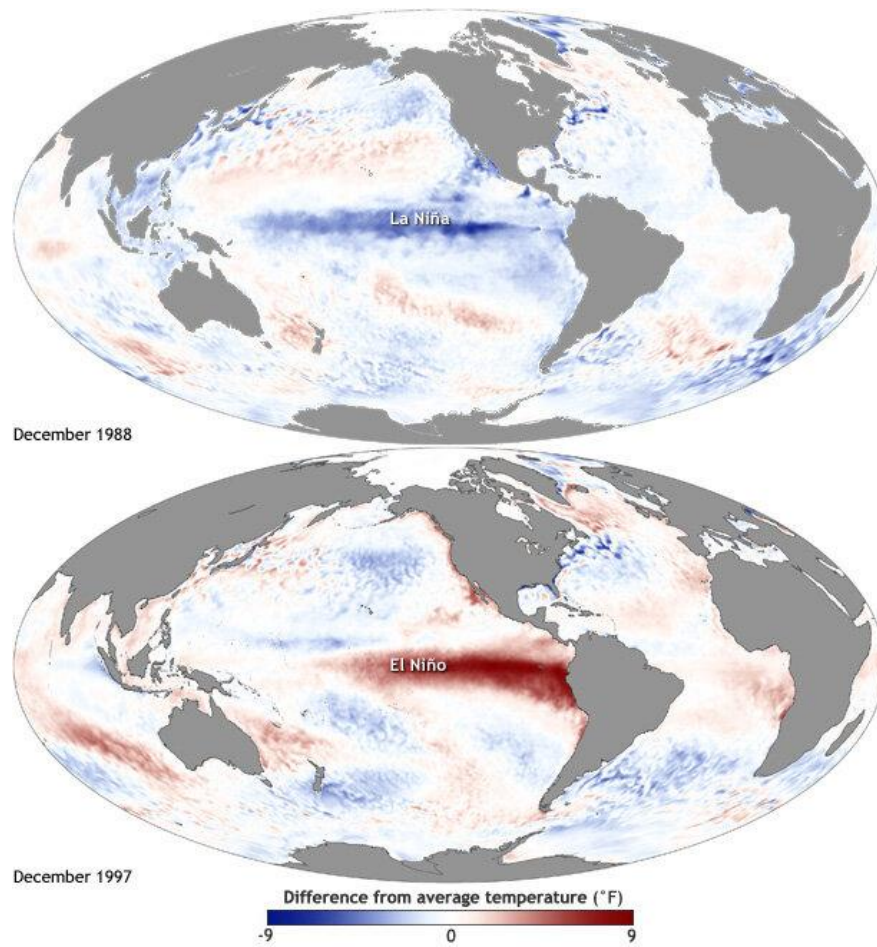 La Niña
December 1988
El Niño
December 1997
Difference from average temperature (°F)
-9 0 9